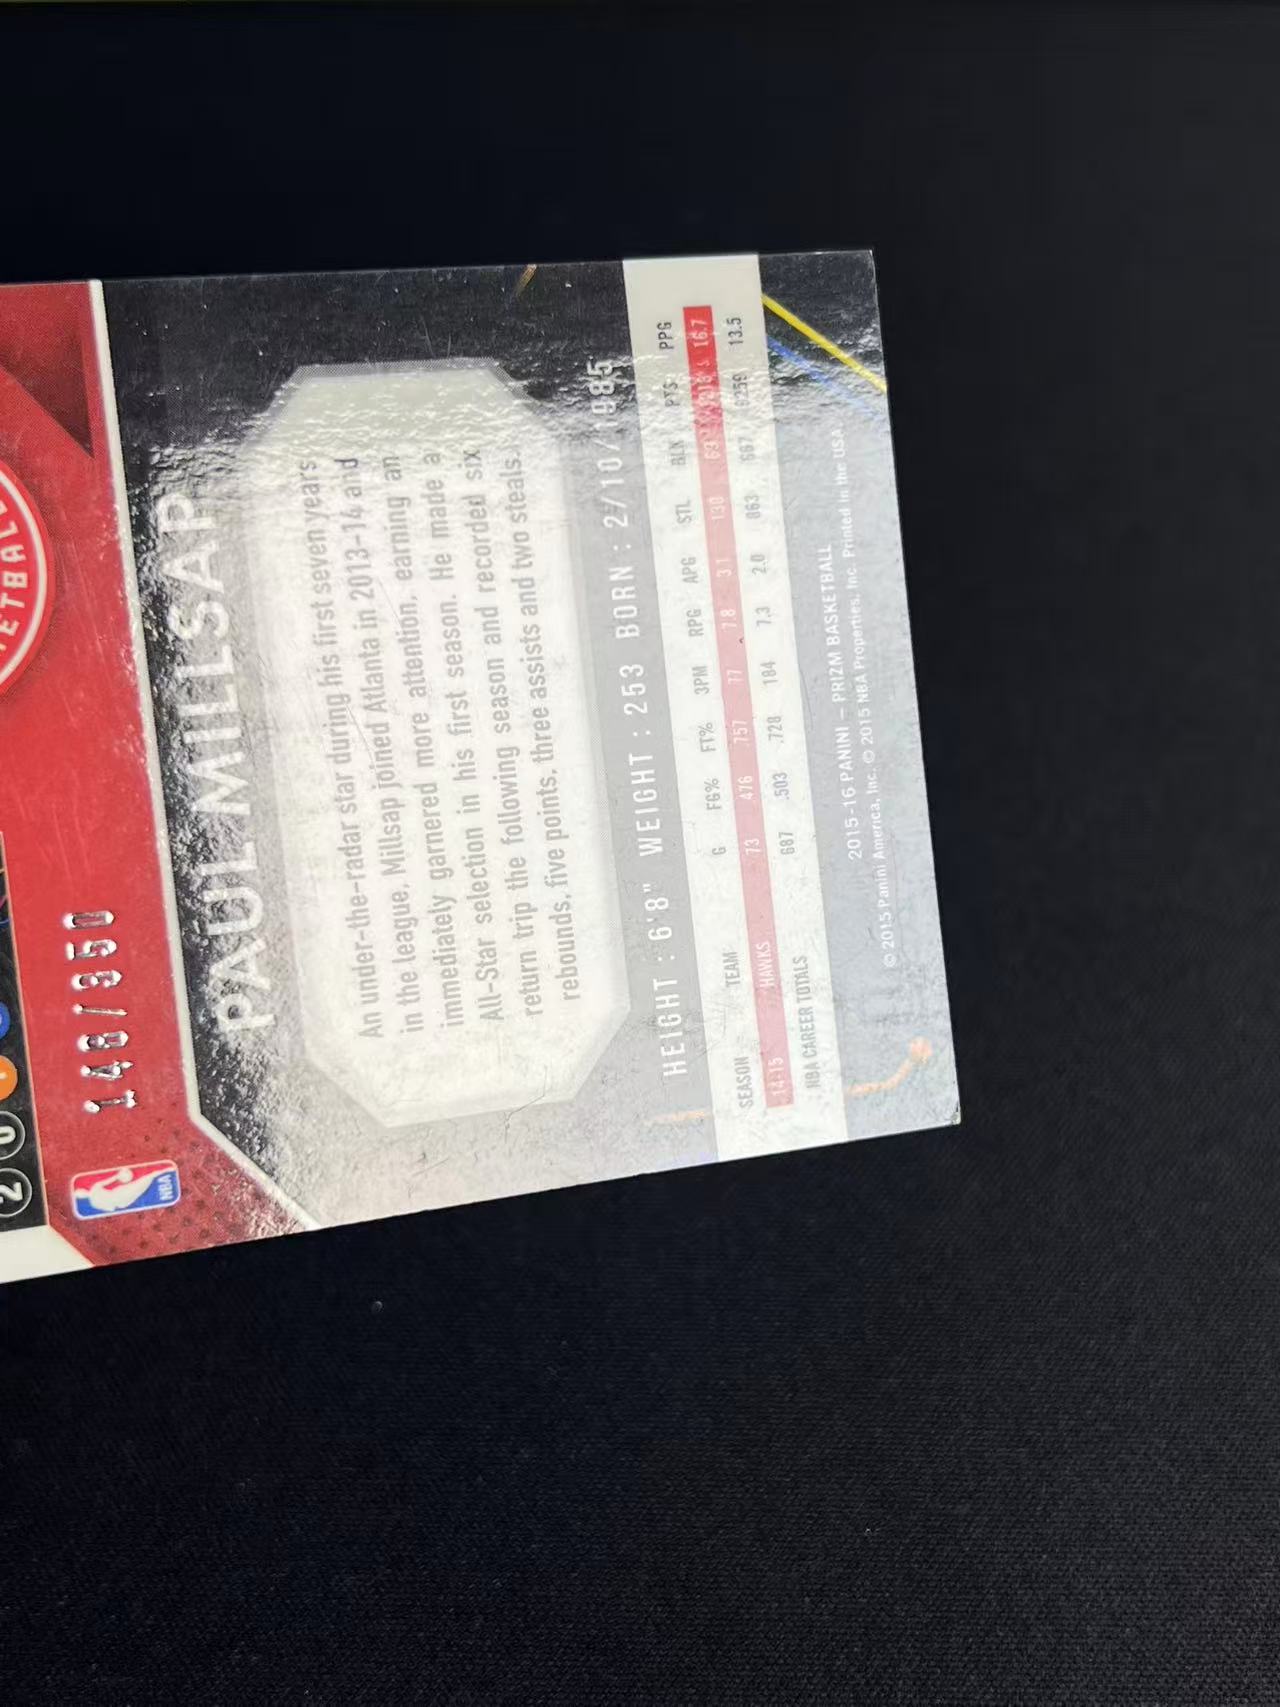 148/350
NBA
PAUL MILLSAP
An under-the-radar star during his first seven years
in the league, Millsap joined Atlanta in 2013-14 and
immediately garnered more attention, earning an
All-Star selection in his first season. He made a
return trip the following season and recorded six
rebounds, five points, three assists and two steals.
HEIGHT : 6'8" WEIGHT : 253 BORN : 2/10/1985
SEASON TEAM G FG% FT% 3PM RPG APG STL BLK PTS PPG
14-15 HAWKS 73 .476 .757 77 7.8 3.1 130 69 16.7
NBA CAREER TOTALS 687 .503 .728 184 7.3 2.0 863 667 9259 13.5
2015-16 PANINI – PRIZM BASKETBALL
© 2015 Panini America, Inc. © 2015 NBA Properties, Inc. Printed in the USA